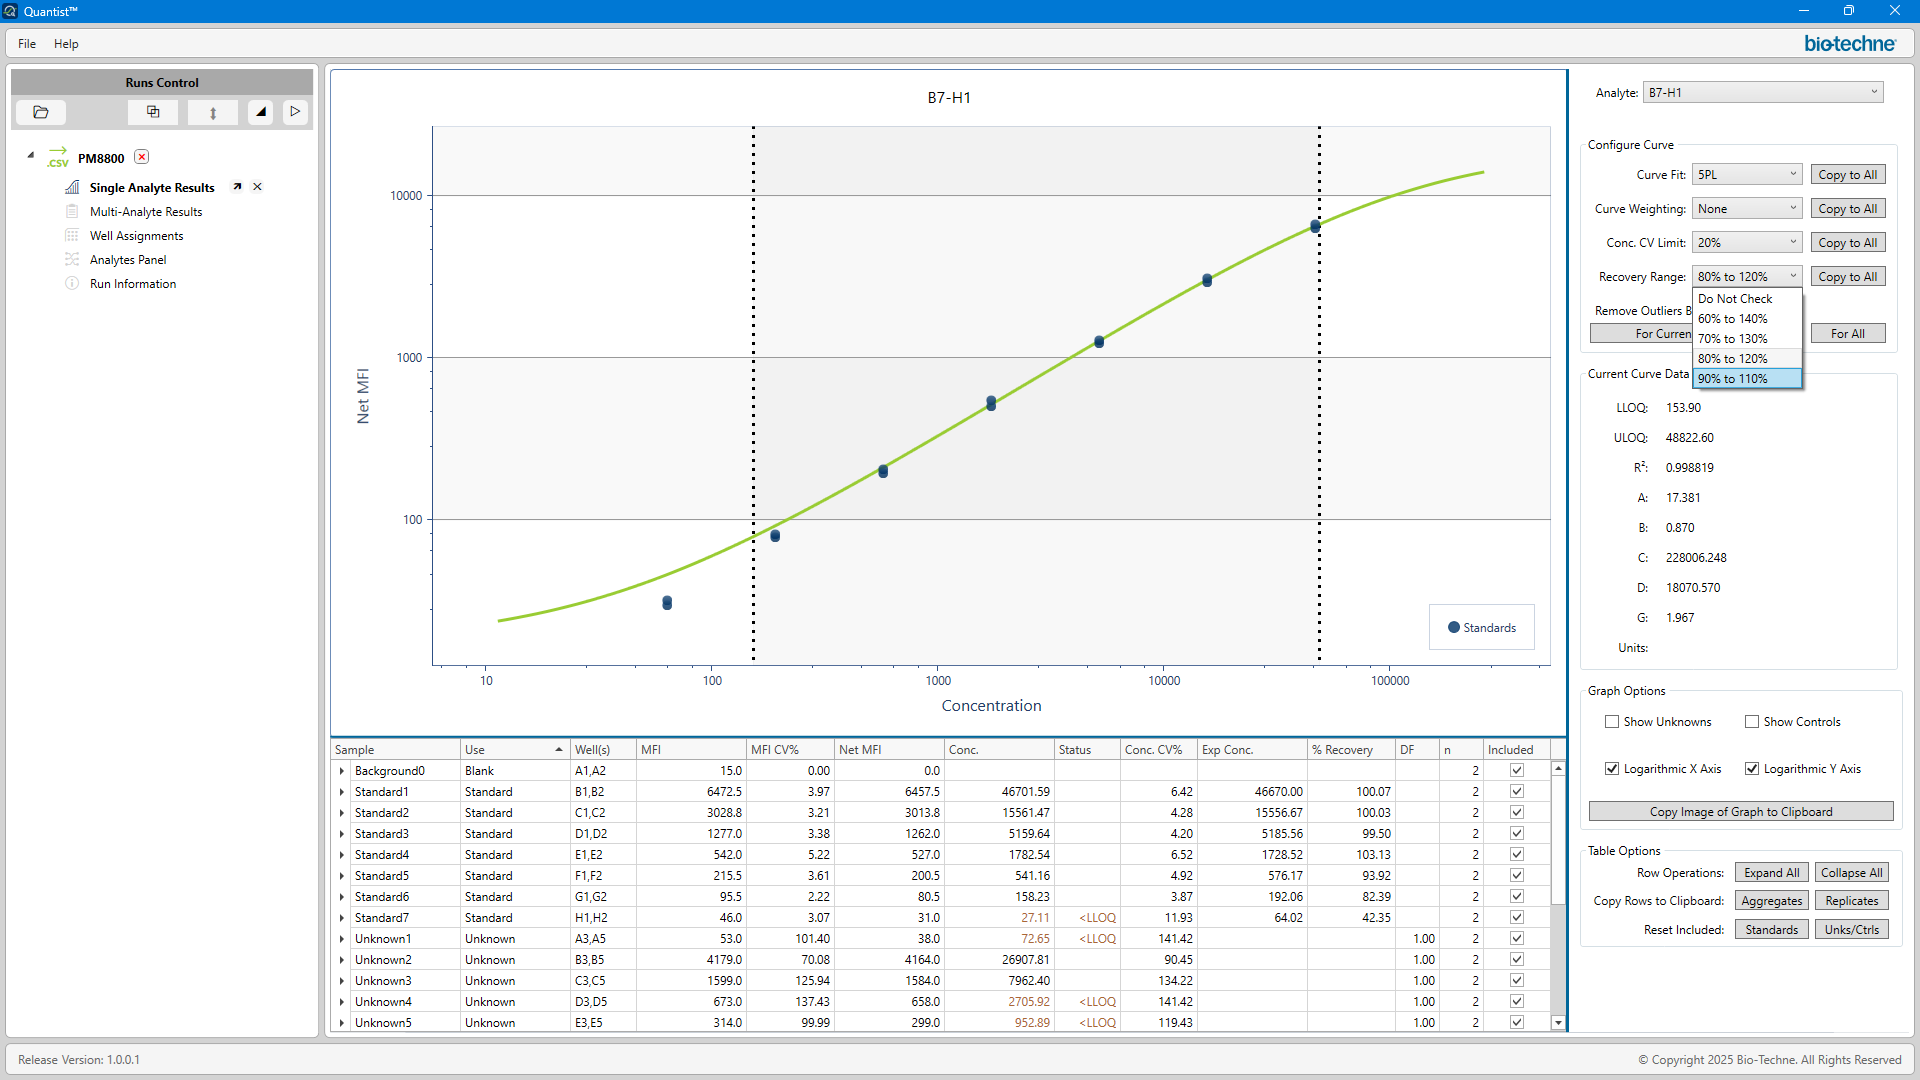 Quantist™
File Help
bio-techne
Runs Control
.CSV PM8800
Single Analyte Results
Multi-Analyte Results
Well Assignments
Analytes Panel
Run Information
B7-H1
10000
1000
100
Net MFI
10 100 1000 10000 100000
Concentration
Standards
Analyte: B7-H1
Configure Curve
Curve Fit: 5PL Copy to All
Curve Weighting: None Copy to All
Conc. CV Limit: 20% Copy to All
Recovery Range: 80% to 120% Copy to All
Do Not Check
60% to 140%
70% to 130%
80% to 120%
90% to 110%
Remove Outliers B
For Curren For All
Current Curve Data
LLOQ: 153.90
ULOQ: 48822.60
R²: 0.998819
A: 17.381
B: 0.870
C: 228006.248
D: 18070.570
G: 1.967
Units:
Graph Options
Show Unknowns Show Controls
Logarithmic X Axis Logarithmic Y Axis
Copy Image of Graph to Clipboard
Table Options
Row Operations: Expand All Collapse All
Copy Rows to Clipboard: Aggregates Replicates
Reset Included: Standards Unks/Ctrls
Sample Use Well(s) MFI MFI CV% Net MFI Conc. Status Conc. CV% Exp Conc. % Recovery DF n Included
Background0 Blank A1,A2 15.0 0.00 0.0 2
Standard1 Standard B1,B2 6472.5 3.97 6457.5 46701.59 6.42 46670.00 100.07 2
Standard2 Standard C1,C2 3028.8 3.21 3013.8 15561.47 4.28 15556.67 100.03 2
Standard3 Standard D1,D2 1277.0 3.38 1262.0 5159.64 4.20 5185.56 99.50 2
Standard4 Standard E1,E2 542.0 5.22 527.0 1782.54 6.52 1728.52 103.13 2
Standard5 Standard F1,F2 215.5 3.61 200.5 541.16 4.92 576.17 93.92 2
Standard6 Standard G1,G2 95.5 2.22 80.5 158.23 3.87 192.06 82.39 2
Standard7 Standard H1,H2 46.0 3.07 31.0 27.11 <LLOQ 11.93 64.02 42.35 2
Unknown1 Unknown A3,A5 53.0 101.40 38.0 72.65 <LLOQ 141.42 1.00 2
Unknown2 Unknown B3,B5 4179.0 70.08 4164.0 26907.81 90.45 1.00 2
Unknown3 Unknown C3,C5 1599.0 125.94 1584.0 7962.40 134.22 1.00 2
Unknown4 Unknown D3,D5 673.0 137.43 658.0 2705.92 <LLOQ 141.42 1.00 2
Unknown5 Unknown E3,E5 314.0 99.99 299.0 952.89 <LLOQ 119.43 1.00 2
Release Version: 1.0.0.1
© Copyright 2025 Bio-Techne. All Rights Reserved